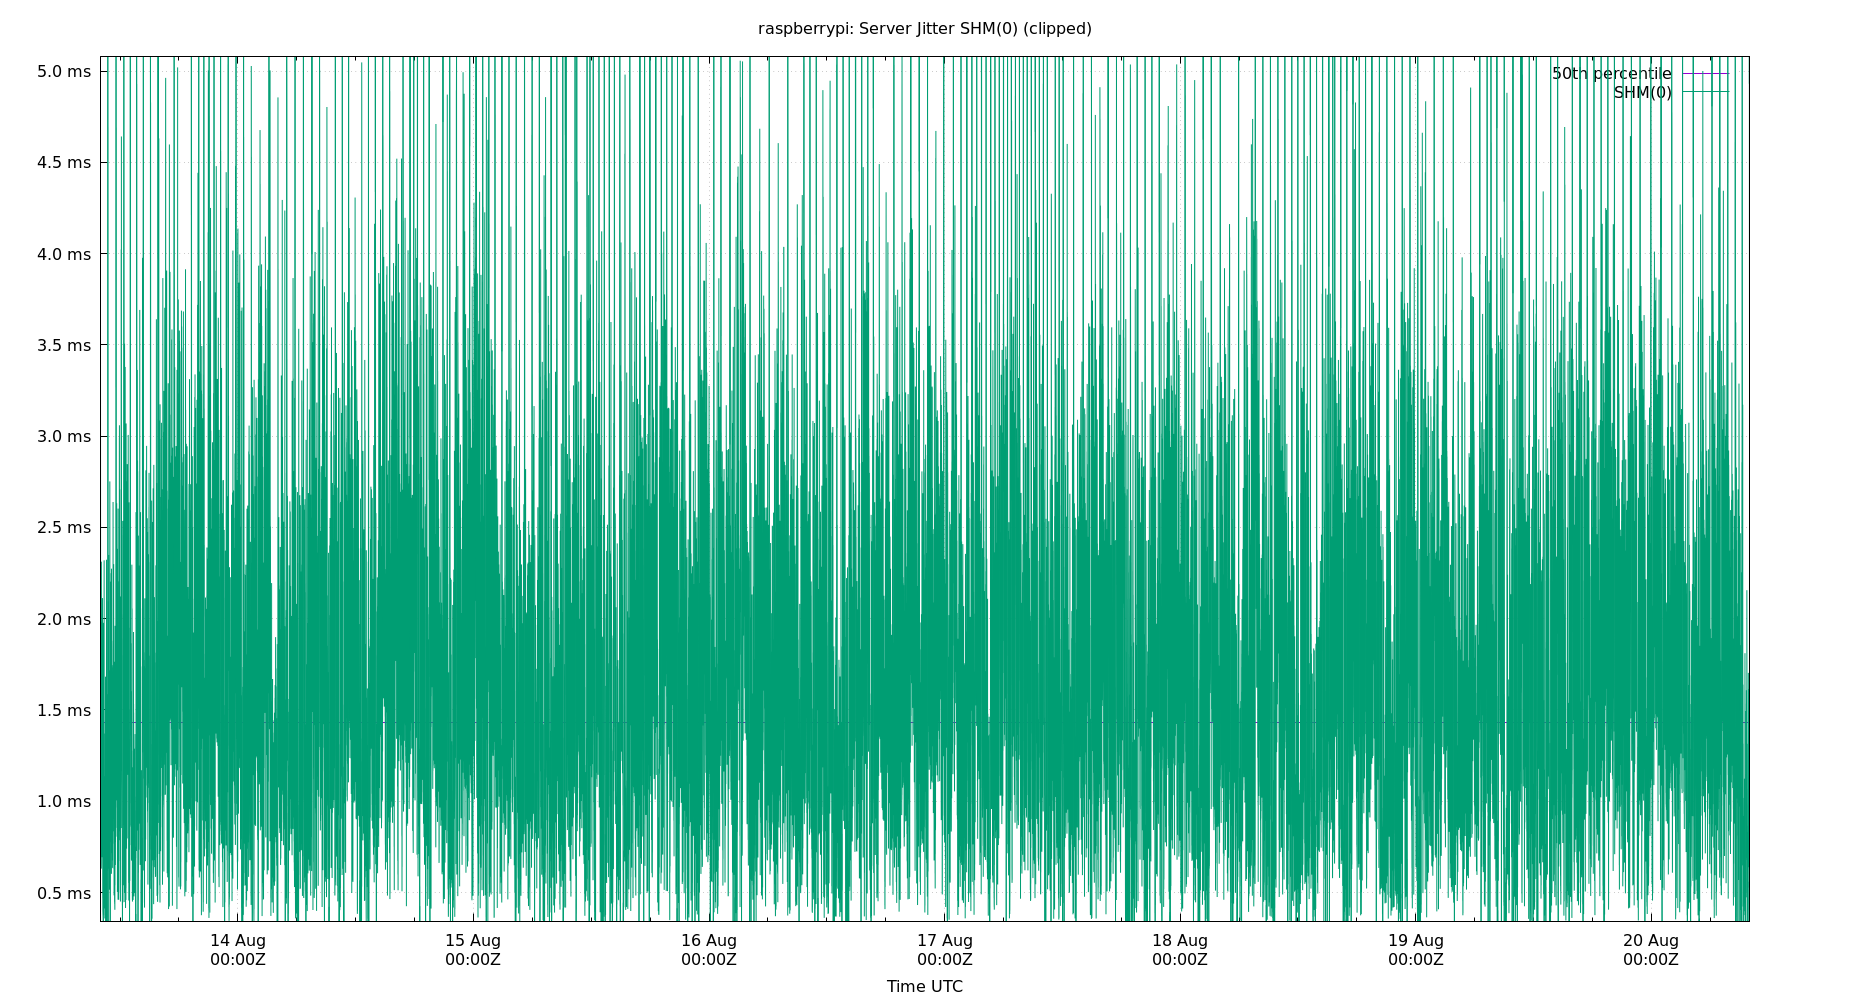 raspberrypi: Server Jitter SHM(0) (clipped)
5.0 ms
50th percentile
SHM(0)
4.5 ms
4.0 ms
3.5 ms
3.0 ms
2.5 ms
2.0 ms
1.5 ms
1.0 ms
0.5 ms
14 Aug 15 Aug 16 Aug 17 Aug 18 Aug 19 Aug 20 Aug
00:00Z 00:00Z 00:00Z 00:00Z 00:00Z 00:00Z 00:00Z
Time UTC